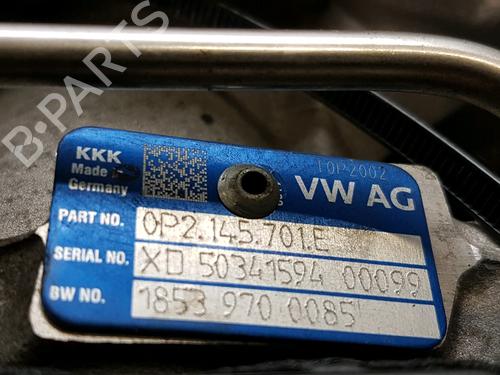 B-PARTS
KKK
Made in
Germany
TOP2002
VW AG
PART NO. 0P2.145.701.E
SERIAL NO. XD 50341594 00099
BW NO. 1853 970 0085